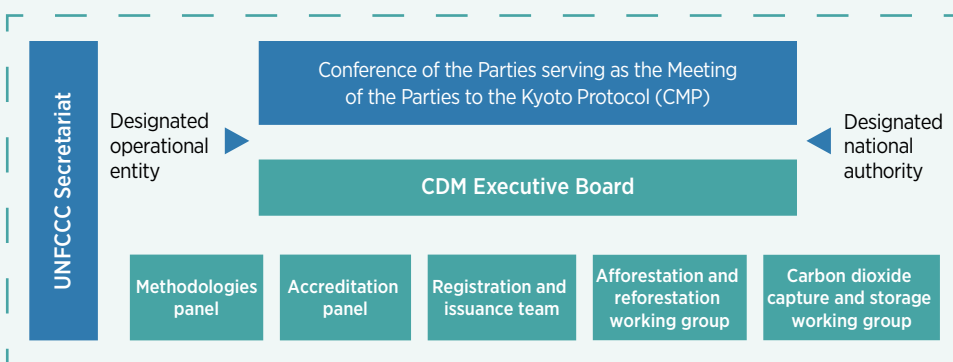 UNFCCC Secretariat
Designated
operational
entity
Conference of the Parties serving as the Meeting
of the Parties to the Kyoto Protocol (CMP)
Designated
national
authority
CDM Executive Board
Methodologies
panel
Accreditation
panel
Registration and
issuance team
Afforestation and
reforestation
working group
Carbon dioxide
capture and storage
working group